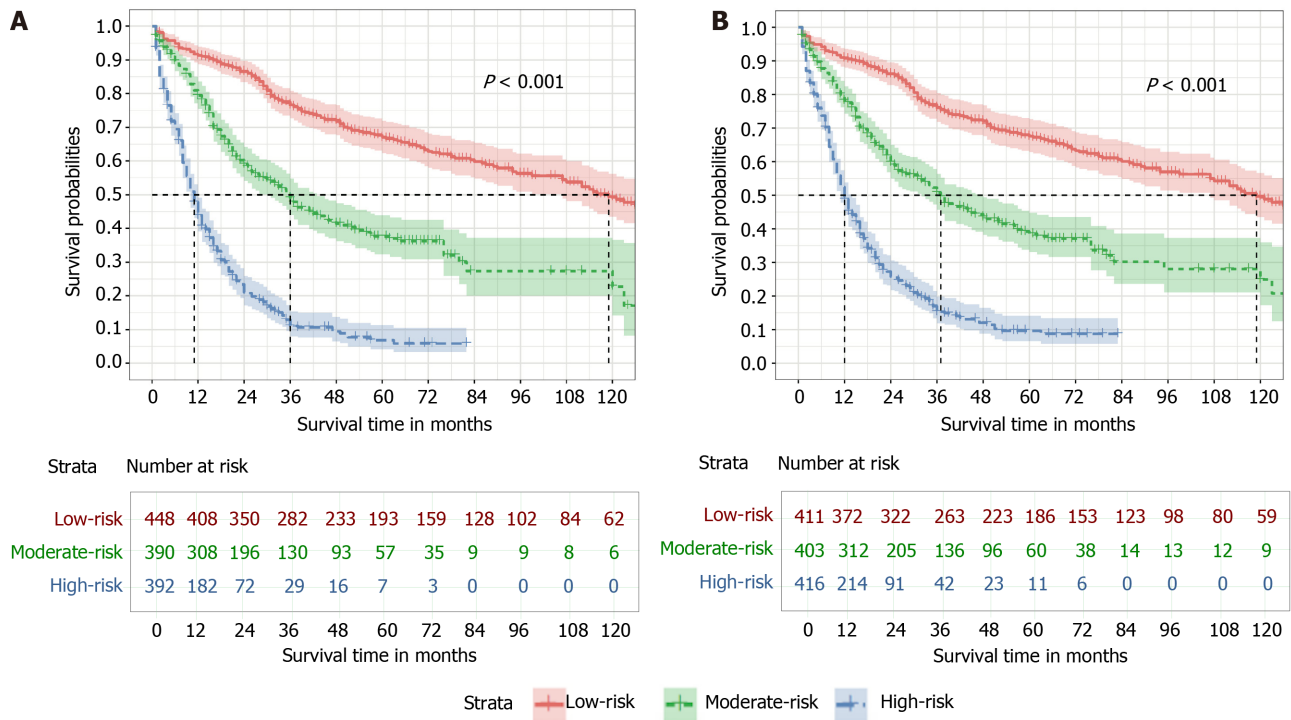 A
1.0
0.9
0.8
0.7
0.6
0.5
0.4
0.3
0.2
0.1
0.0
Survival probabilities
P < 0.001
0 12 24 36 48 60 72 84 96 108 120
Survival time in months
Strata Number at risk
Low-risk 448 408 350 282 233 193 159 128 102 84 62
Moderate-risk 390 308 196 130 93 57 35 9 9 8 6
High-risk 392 182 72 29 16 7 3 0 0 0 0
0 12 24 36 48 60 72 84 96 108 120
Survival time in months
B
1.0
0.9
0.8
0.7
0.6
0.5
0.4
0.3
0.2
0.1
0.0
Survival probabilities
P < 0.001
0 12 24 36 48 60 72 84 96 108 120
Survival time in months
Strata Number at risk
Low-risk 411 372 322 263 223 186 153 123 98 80 59
Moderate-risk 403 312 205 136 96 60 38 14 13 12 9
High-risk 416 214 91 42 23 11 6 0 0 0 0
0 12 24 36 48 60 72 84 96 108 120
Survival time in months
Strata Low-risk Moderate-risk High-risk